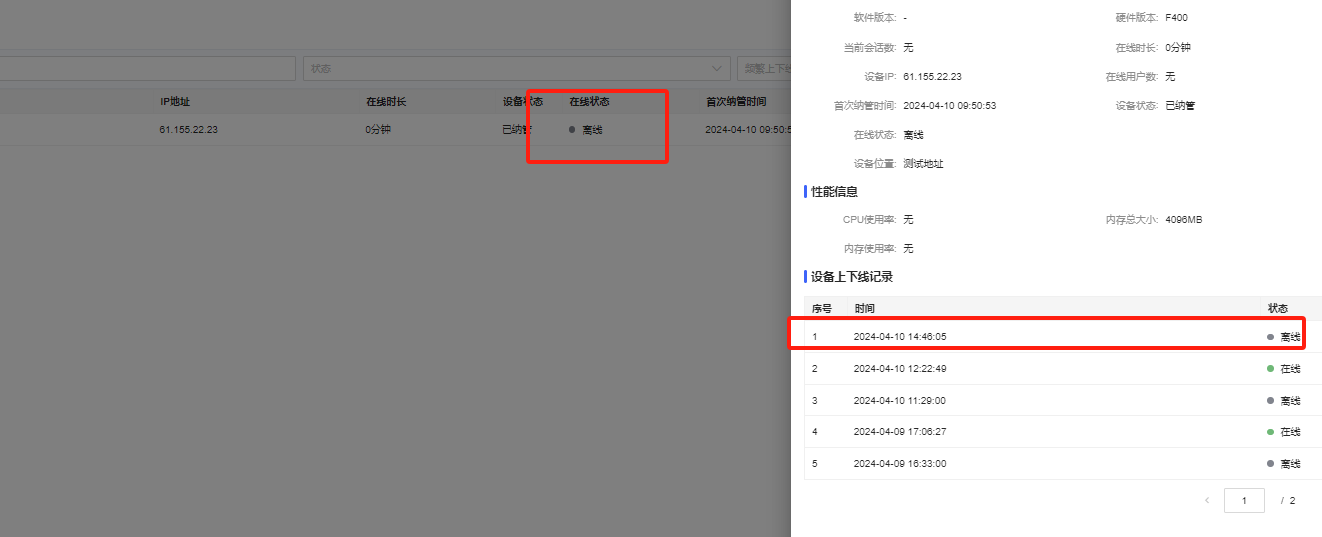 状态
频繁上下线
IP地址 在线时长 设备状态 在线状态 首次纳管时间
61.155.22.23 0分钟 已纳管 离线 2024-04-10 09:50:5
软件版本: - 硬件版本: F400
当前会话数: 无 在线时长: 0分钟
设备IP: 61.155.22.23 在线用户数: 无
首次纳管时间: 2024-04-10 09:50:53 设备状态: 已纳管
在线状态: 离线
设备位置: 测试地址
性能信息
CPU使用率: 无 内存总大小: 4096MB
内存使用率: 无
设备上下线记录
序号 时间 状态
1 2024-04-10 14:46:05 离线
2 2024-04-10 12:22:49 在线
3 2024-04-10 11:29:00 离线
4 2024-04-09 17:06:27 在线
5 2024-04-09 16:33:00 离线
1 / 2